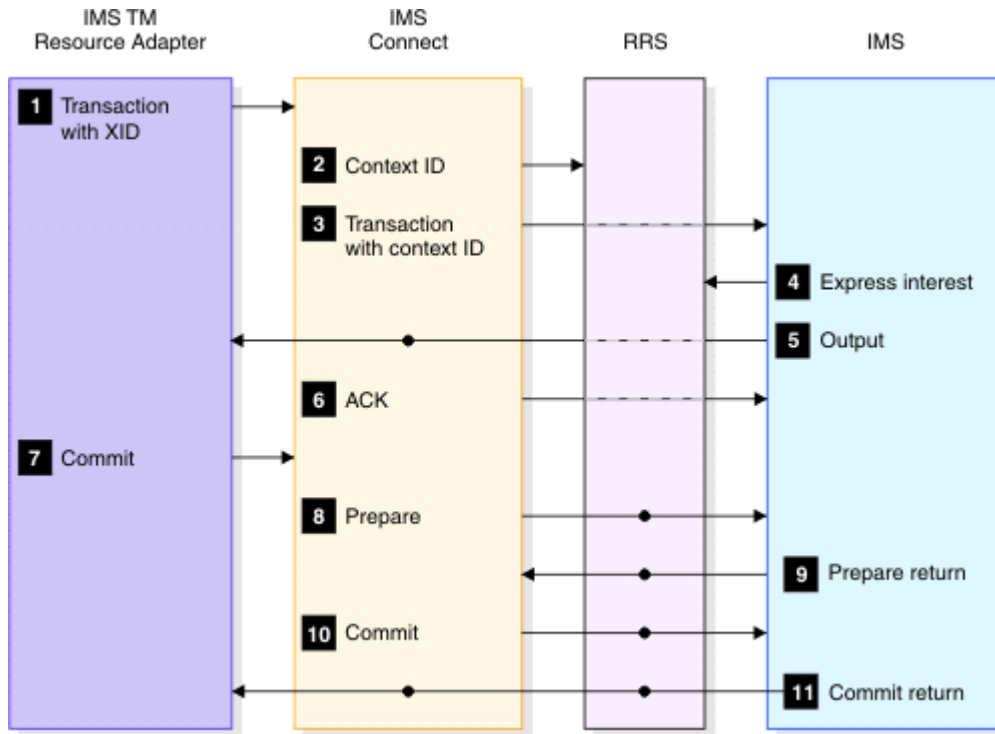 IMS TM
Resource Adapter
IMS
Connect
RRS
IMS
1 Transaction
with XID
2 Context ID
3 Transaction
with context ID
4 Express interest
5 Output
6 ACK
7 Commit
8 Prepare
9 Prepare return
10 Commit
11 Commit return